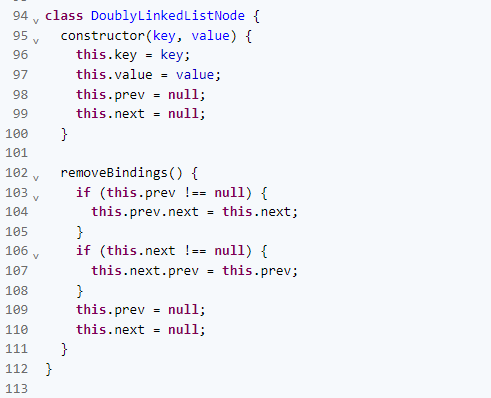 94 class DoublyLinkedListNode {
95 constructor(key, value) {
96 this.key = key;
97 this.value = value;
98 this.prev = null;
99 this.next = null;
100 }
101
102 removeBindings() {
103 if (this.prev !== null) {
104 this.prev.next = this.next;
105 }
106 if (this.next !== null) {
107 this.next.prev = this.prev;
108 }
109 this.prev = null;
110 this.next = null;
111 }
112 }
113